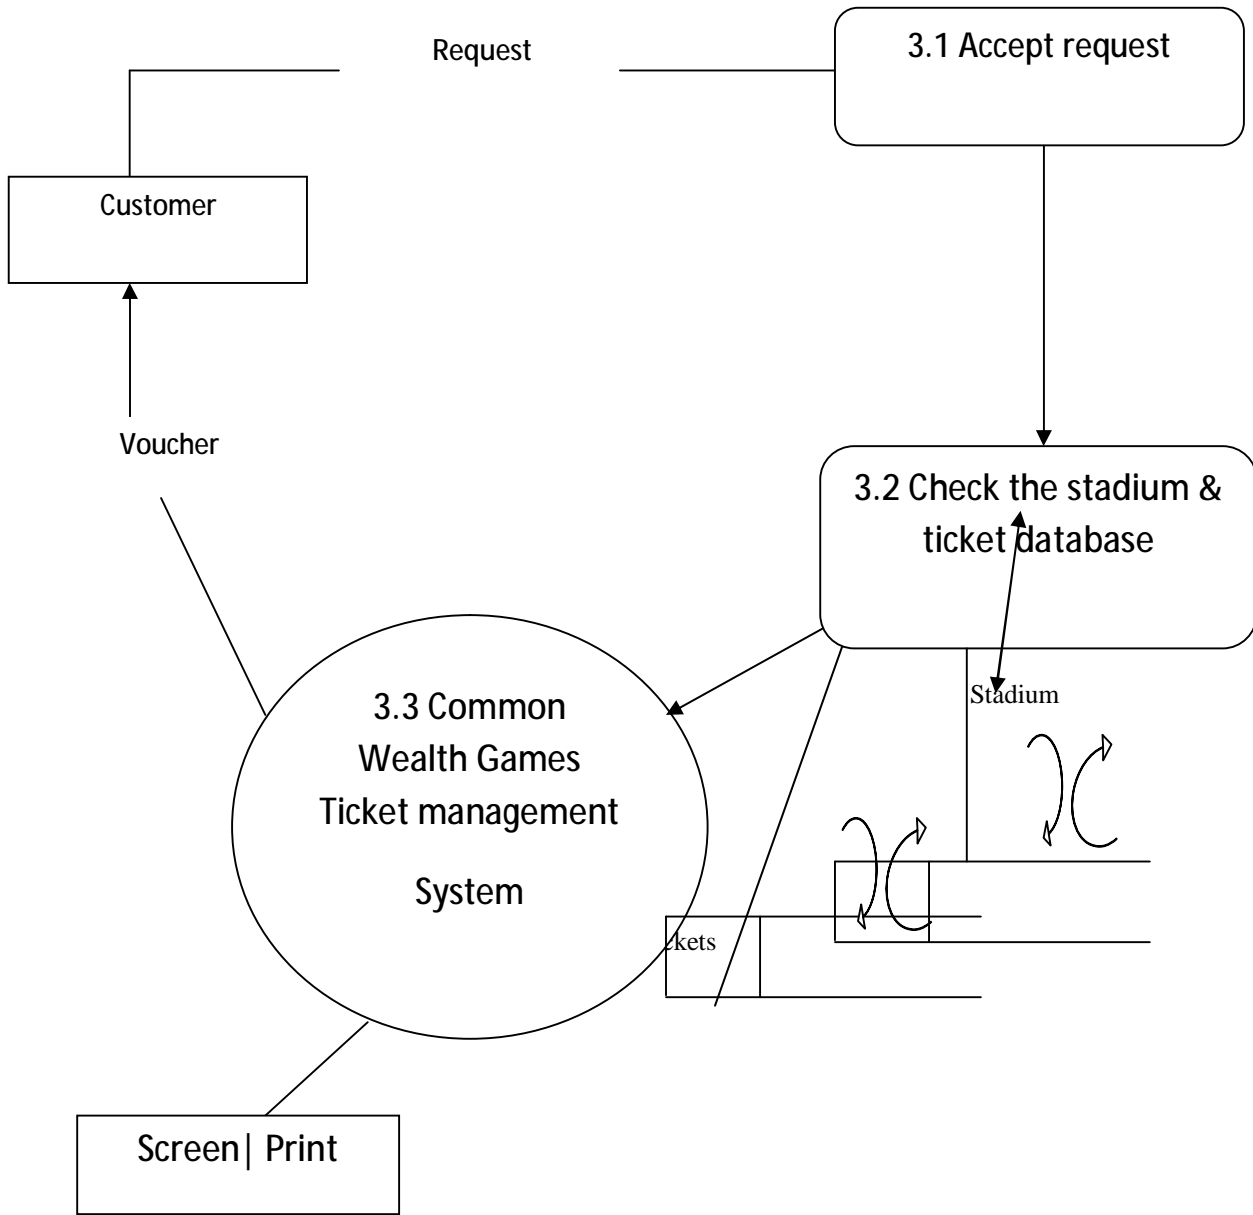 Request
3.1 Accept request
Customer
Voucher
3.2 Check the stadium &
ticket database
Stadium
3.3 Common
Wealth Games
Ticket management
System
ckets
Screen| Print